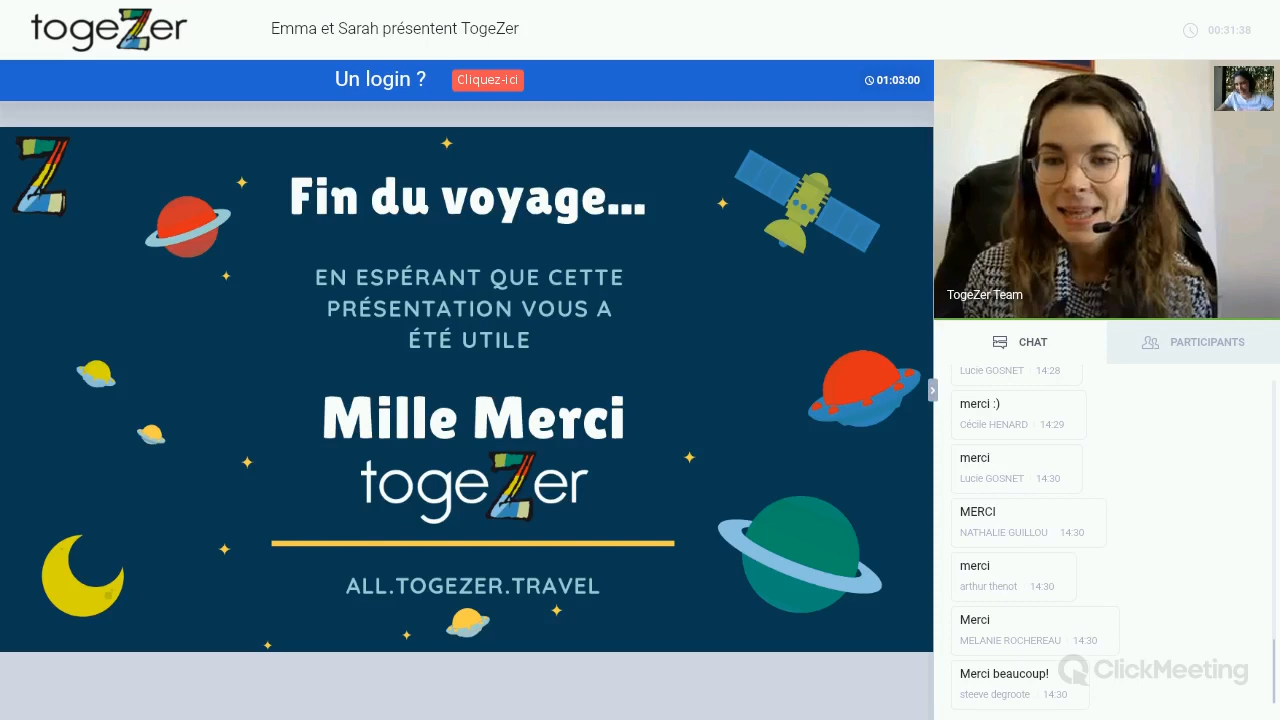 togeZer
Emma et Sarah présentent TogeZer
00:31:38
Un login ?
Cliquez-ici
01:03:00
Z
Fin du voyage...
EN ESPÉRANT QUE CETTE
PRÉSENTATION VOUS A
ÉTÉ UTILE
Mille Merci
togeZer
ALL.TOGEZER.TRAVEL
TogeZer Team
CHAT
PARTICIPANTS
Lucie GOSNET 14:28
merci :)
Cécile HENARD 14:29
merci
Lucie GOSNET 14:30
MERCI
NATHALIE GUILLOU 14:30
merci
arthur thenot 14:30
Merci
MELANIE ROCHEREAU 14:30
Merci beaucoup!
steeve degroote 14:30
ClickMeeting